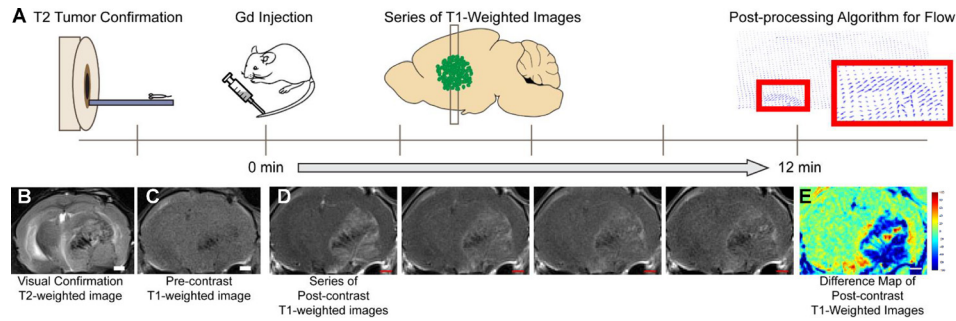 A
T2 Tumor Confirmation
Gd Injection
Series of T1-Weighted Images
Post-processing Algorithm for Flow
0 min
12 min
B
C
D
E
Visual Confirmation
T2-weighted image
Pre-contrast
T1-weighted image
Series of
Post-contrast
T1-weighted images
Difference Map of
Post-contrast
T1-Weighted Images